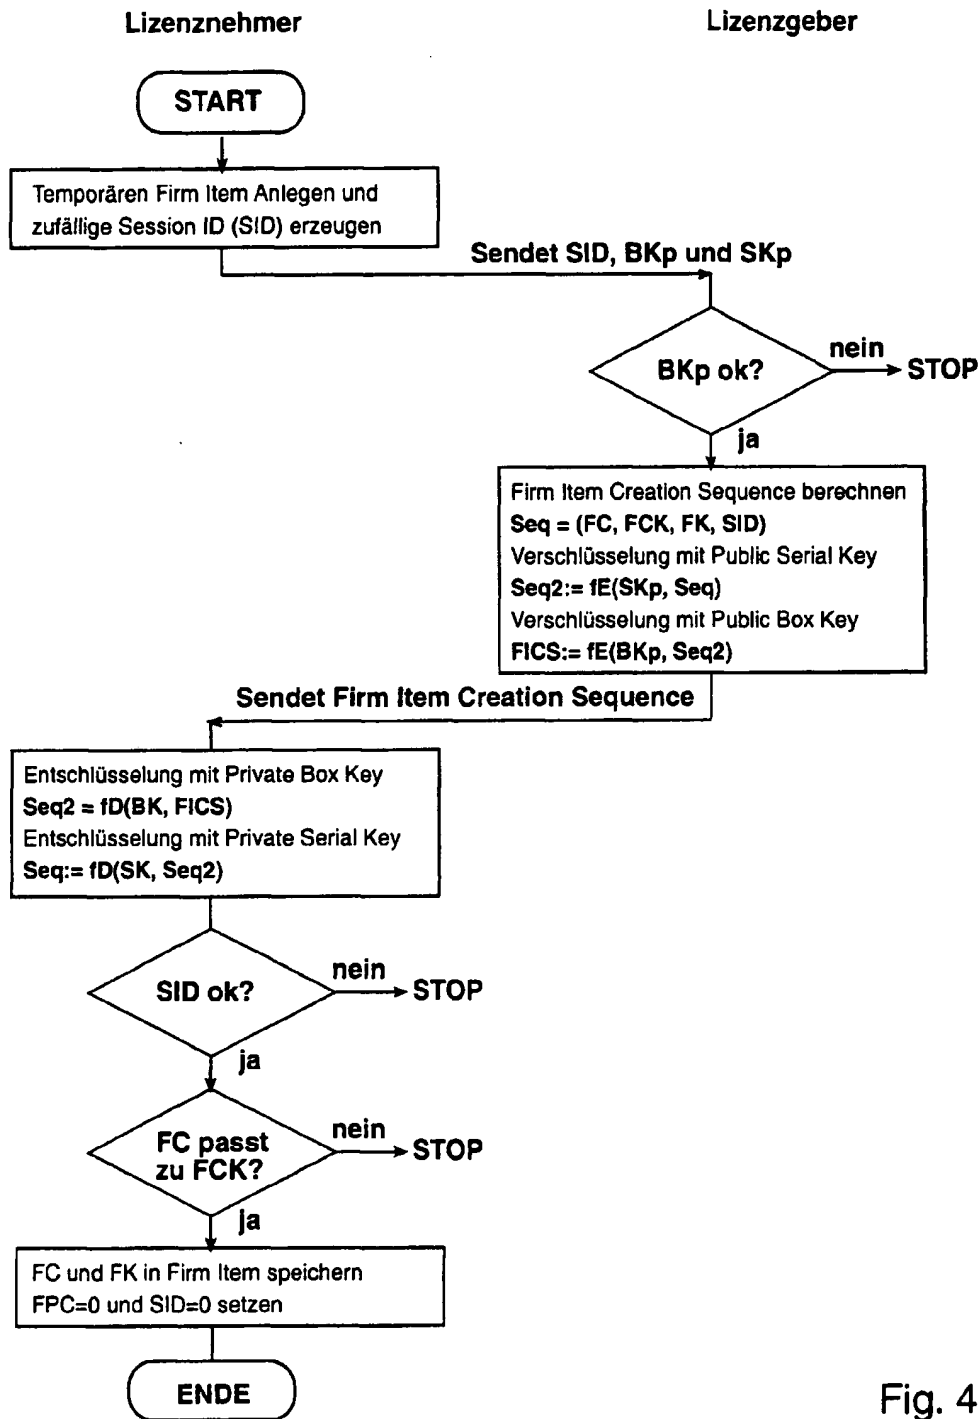 Lizenznehmer
Lizenzgeber
START
Temporären Firm Item Anlegen und
zufällige Session ID (SID) erzeugen
Sendet SID, BKp und SKp
BKp ok?
nein
STOP
ja
Firm Item Creation Sequence berechnen
Seq = (FC, FCK, FK, SID)
Verschlüsselung mit Public Serial Key
Seq2:= fE(SKp, Seq)
Verschlüsselung mit Public Box Key
FICS:= fE(BKp, Seq2)
Sendet Firm Item Creation Sequence
Entschlüsselung mit Private Box Key
Seq2 = fD(BK, FICS)
Entschlüsselung mit Private Serial Key
Seq:= fD(SK, Seq2)
SID ok?
nein
STOP
ja
FC passt
zu FCK?
nein
STOP
ja
FC und FK in Firm Item speichern
FPC=0 und SID=0 setzen
ENDE
Fig. 4